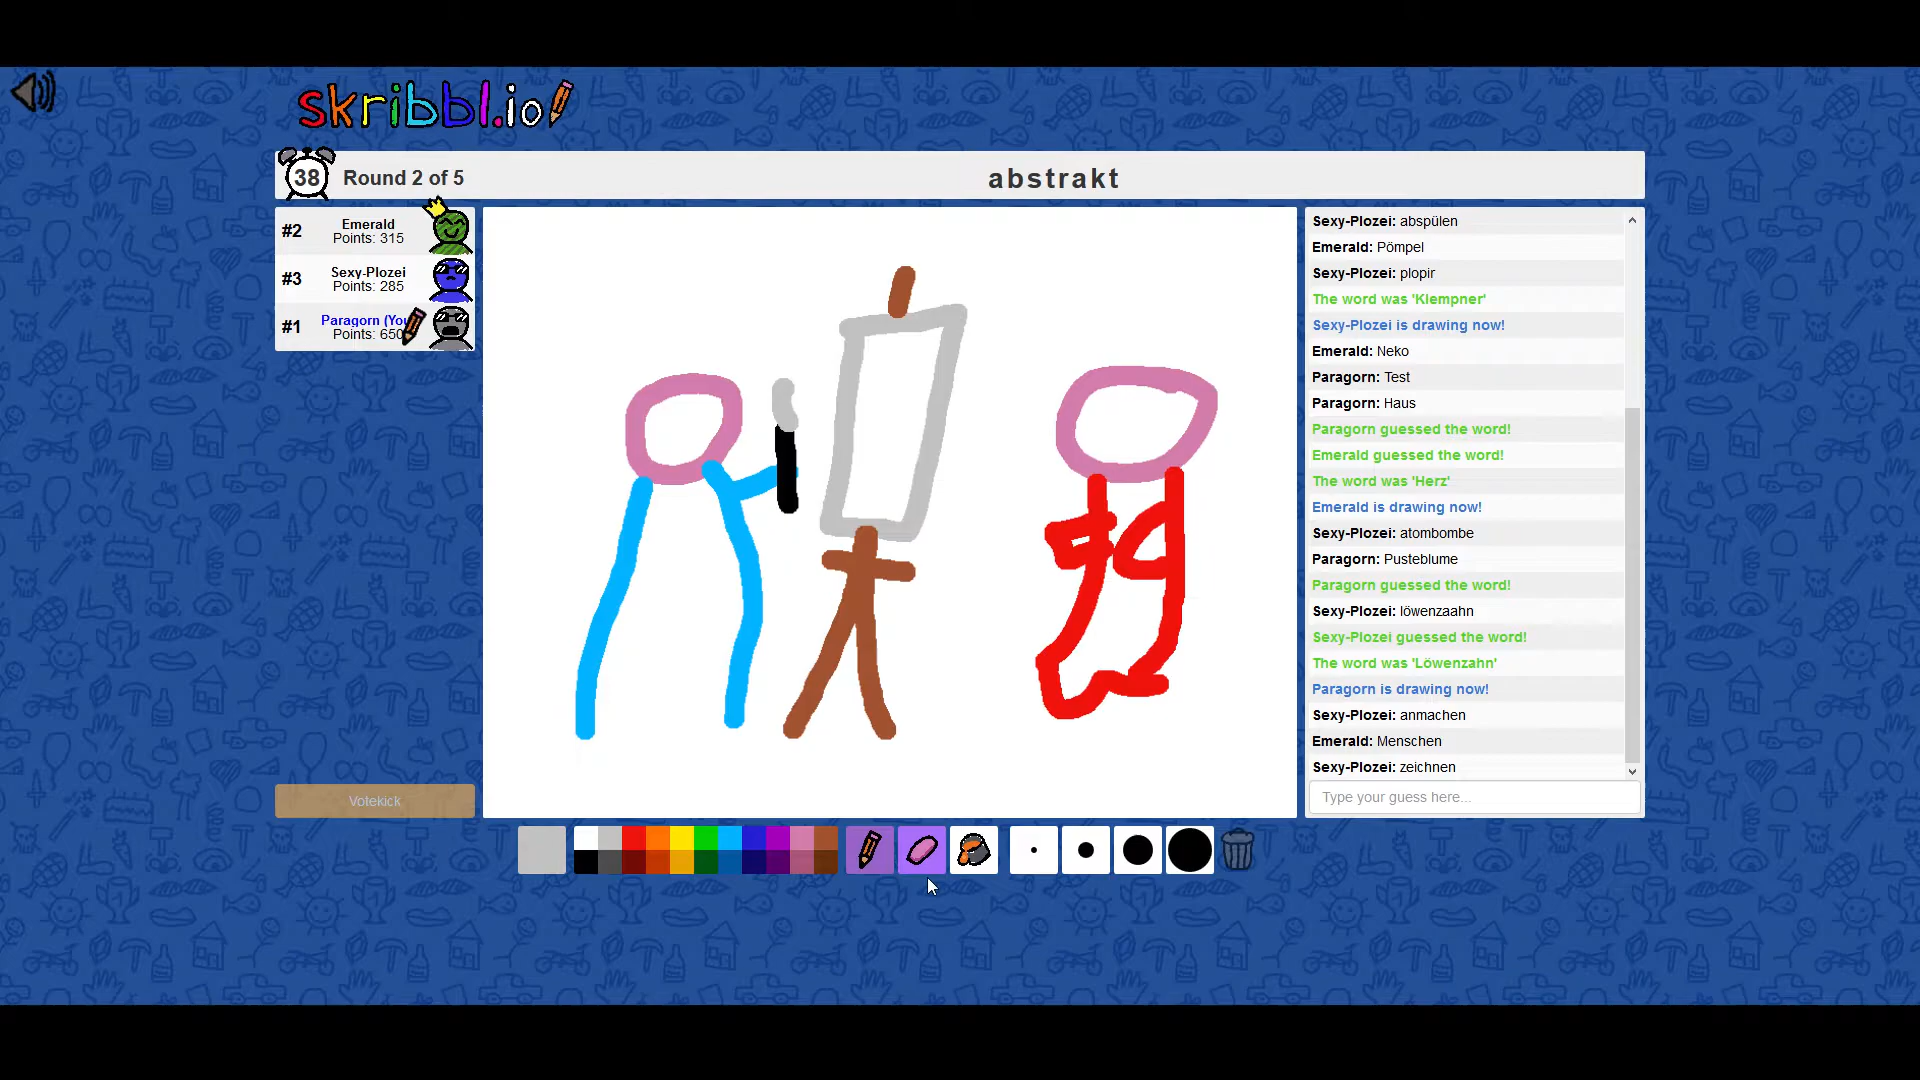 skribbl.io
38
Round 2 of 5
abstrakt
#2
Emerald
Points: 315
#3
Sexy-Plozei
Points: 285
#1
Paragorn (You
Points: 650
Votekick
Sexy-Plozei: abspülen
Emerald: Pömpel
Sexy-Plozei: plopir
The word was 'Klempner'
Sexy-Plozei is drawing now!
Emerald: Neko
Paragorn: Test
Paragorn: Haus
Paragorn guessed the word!
Emerald guessed the word!
The word was 'Herz'
Emerald is drawing now!
Sexy-Plozei: atombombe
Paragorn: Pusteblume
Paragorn guessed the word!
Sexy-Plozei: löwenzaahn
Sexy-Plozei guessed the word!
The word was 'Löwenzahn'
Paragorn is drawing now!
Sexy-Plozei: anmachen
Emerald: Menschen
Sexy-Plozei: zeichnen
Type your guess here...